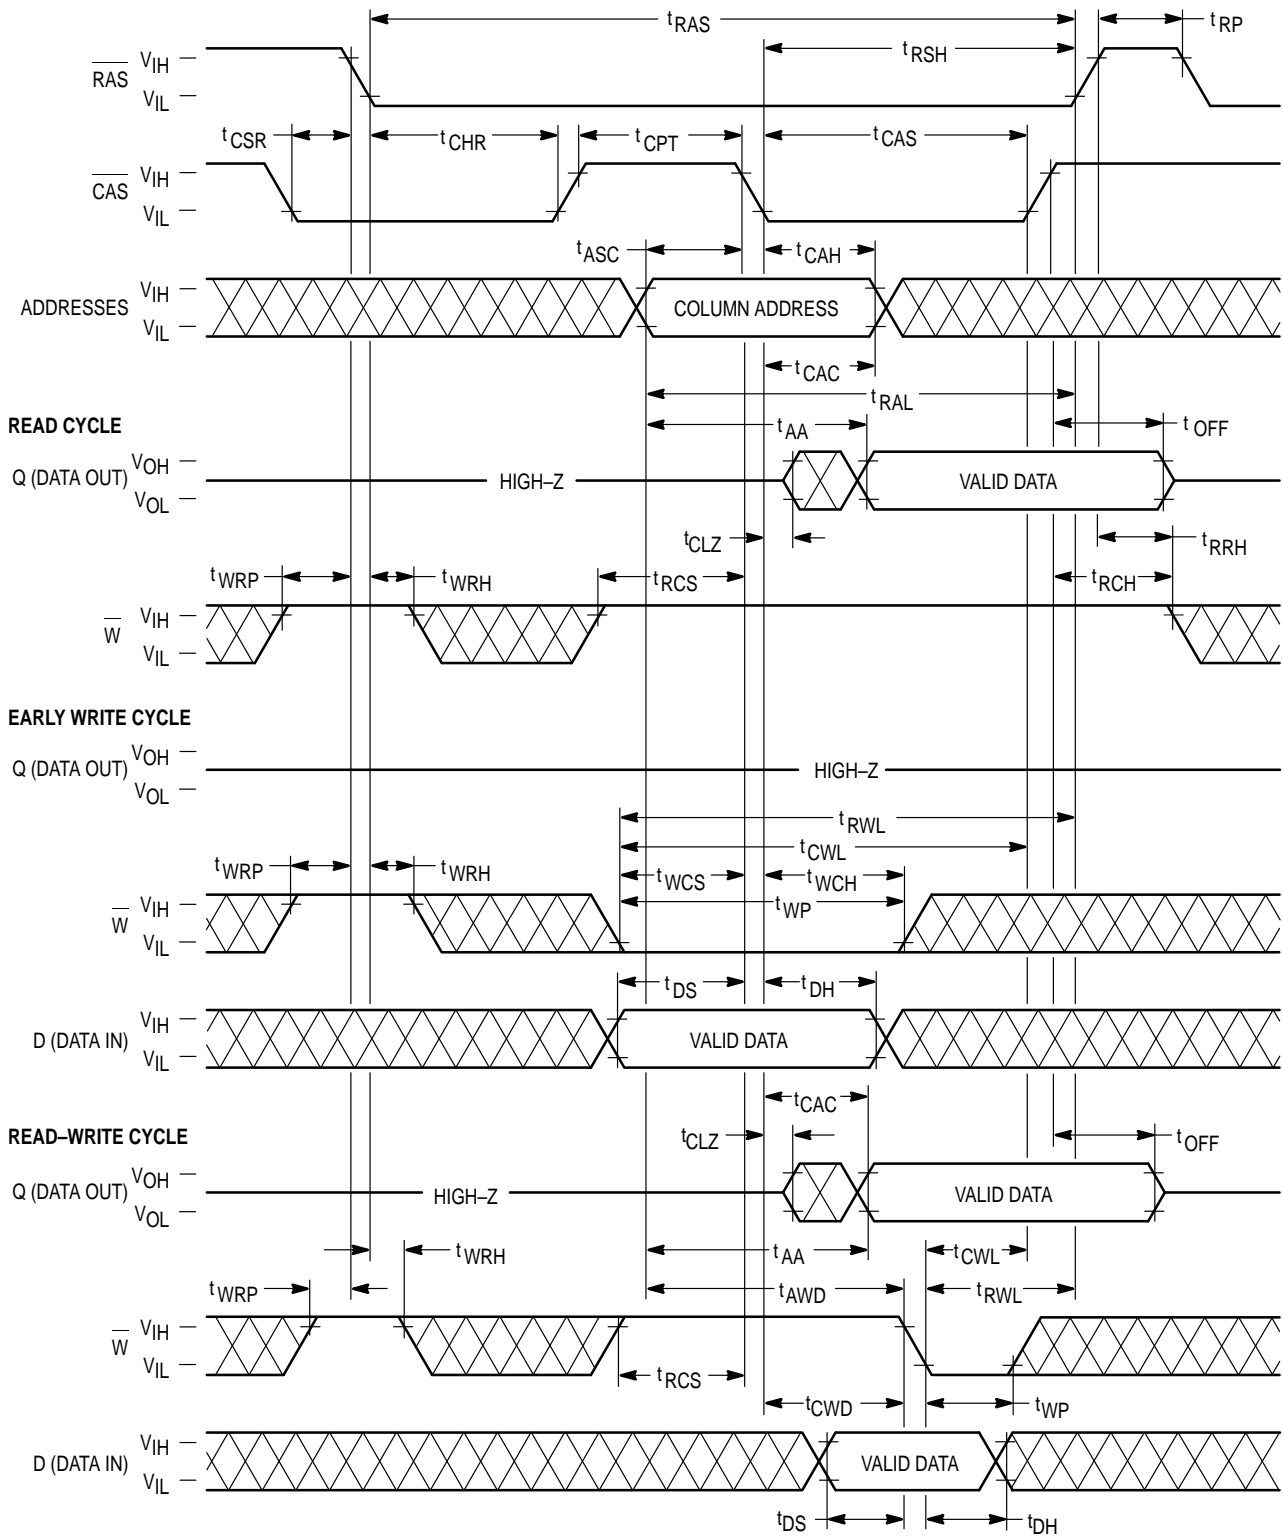 tRAS
tRP
tRSH
RAS
VIH
VIL
tCSR
tCHR
tCPT
tCAS
CAS
VIH
VIL
tASC
tCAH
ADDRESSES
VIH
VIL
COLUMN ADDRESS
tCAC
tRAL
READ CYCLE
tAA
tOFF
Q (DATA OUT)
VOH
VOL
HIGH–Z
VALID DATA
tCLZ
tRRH
tWRP
tWRH
tRCS
tRCH
W
VIH
VIL
EARLY WRITE CYCLE
Q (DATA OUT)
VOH
VOL
HIGH–Z
tRWL
tCWL
tWRP
tWRH
tWCS
tWCH
tWP
W
VIH
VIL
tDS
tDH
D (DATA IN)
VIH
VIL
VALID DATA
tCAC
READ–WRITE CYCLE
tCLZ
tOFF
Q (DATA OUT)
VOH
VOL
HIGH–Z
VALID DATA
tWRH
tAA
tCWL
tWRP
tAWD
tRWL
W
VIH
VIL
tRCS
tCWD
tWP
D (DATA IN)
VIH
VIL
VALID DATA
tDS
tDH